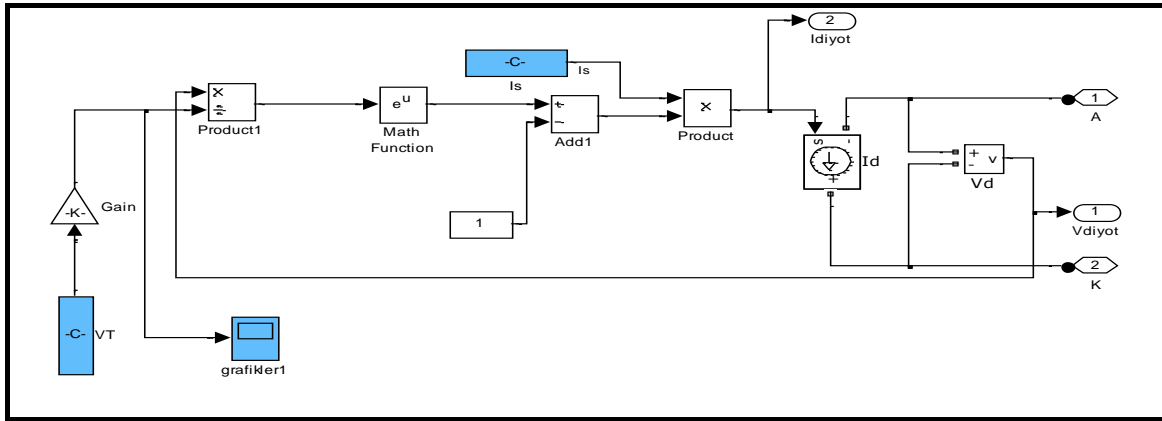 2
Idiyot
-C-
Is
Is
×
÷
Product1
e^u
Math
Function
+
-
Add1
×
Product
s
-
+
Id
1
A
+
-
v
Vd
-K-
Gain
1
1
Vdiyot
2
K
-C-
VT
grafikler1